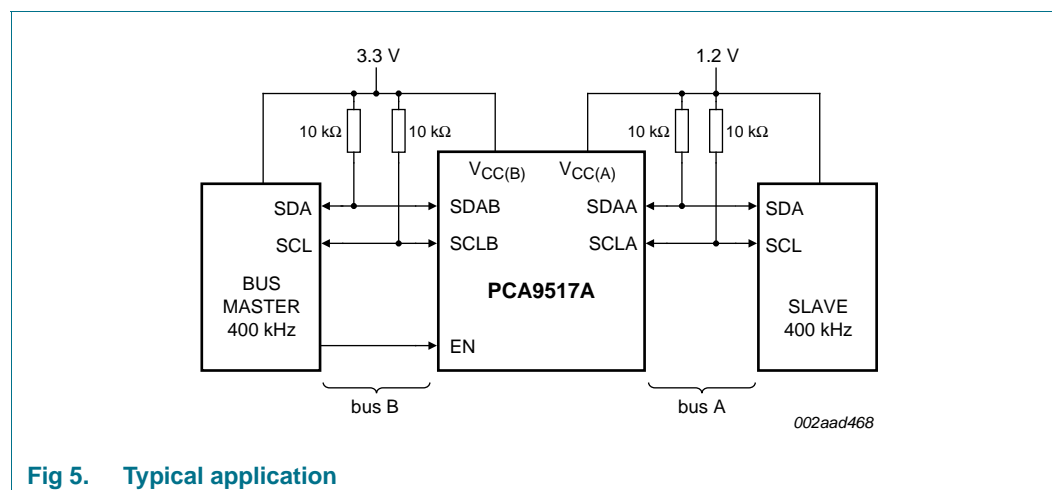 3.3 V
1.2 V
10 kΩ
10 kΩ
10 kΩ
10 kΩ
VCC(B)
VCC(A)
SDA
SDAB
SDAA
SDA
SCL
SCLB
SCLA
SCL
BUS
MASTER
400 kHz
PCA9517A
SLAVE
400 kHz
EN
bus B
bus A
002aad468
Fig 5. Typical application